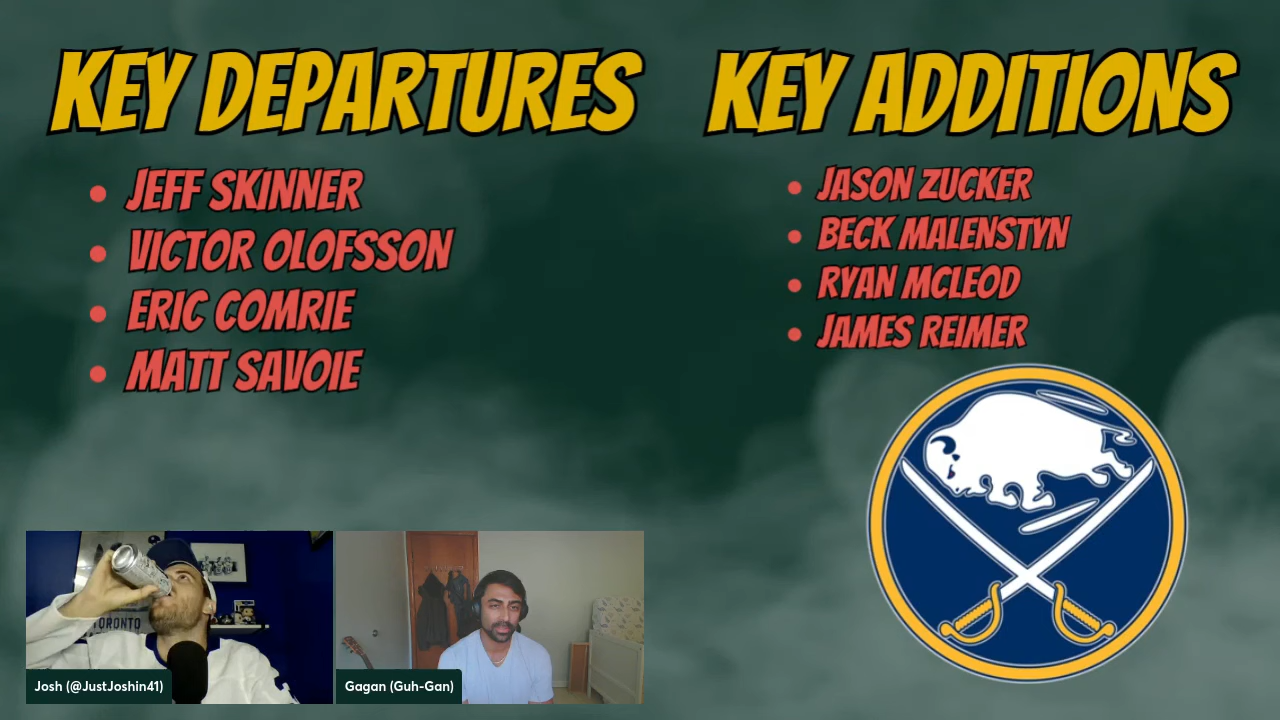 KEY DEPARTURES
JEFF SKINNER
VICTOR OLOFSSON
ERIC COMRIE
MATT SAVOIE
KEY ADDITIONS
JASON ZUCKER
BECK MALENSTYN
RYAN MCLEOD
JAMES REIMER
TORONTO
Josh (@JustJoshin41)
Gagan (Guh-Gan)